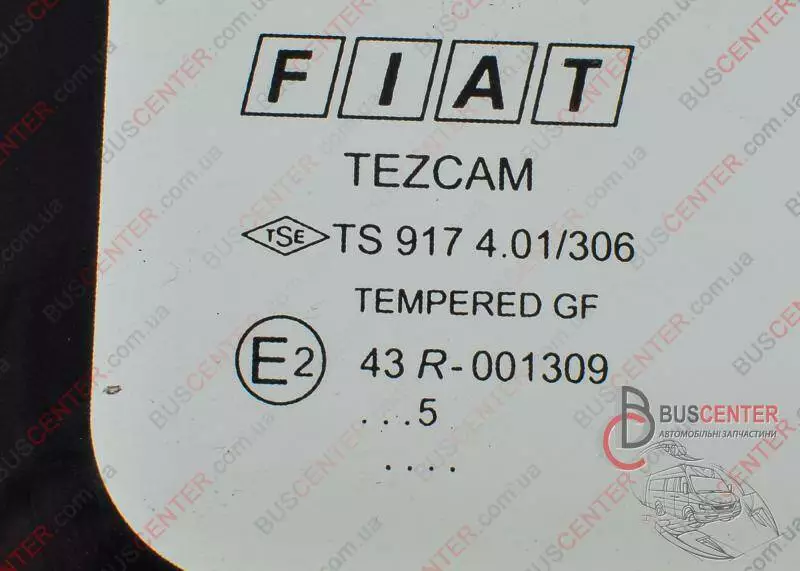 FIAT
TEZCAM
TSE TS 917 4.01/306
TEMPERED GF
E2 43 R-001309
...5
....
BUSCENTER
АВТОМОБІЛЬНІ ЗАПЧАСТИНИ
BUSCENTER.com.ua